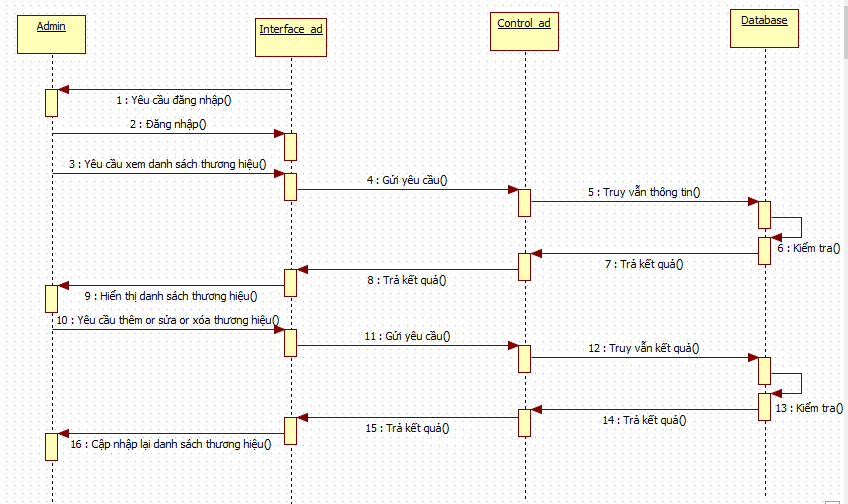 Admin
Interface_ad
Control_ad
Database
1 : Yêu cầu đăng nhập()
2 : Đăng nhập()
3 : Yêu cầu xem danh sách thương hiệu()
4 : Gửi yêu cầu()
5 : Truy vẫn thông tin()
6 : Kiểm tra()
7 : Trả kết quả()
8 : Trả kết quả()
9 : Hiển thị danh sách thương hiệu()
10 : Yêu cầu thêm or sửa or xóa thương hiệu()
11 : Gửi yêu cầu()
12 : Truy vẫn kết quả()
13 : Kiểm tra()
14 : Trả kết quả()
15 : Trả kết quả()
16 : Cập nhập lại danh sách thương hiệu()